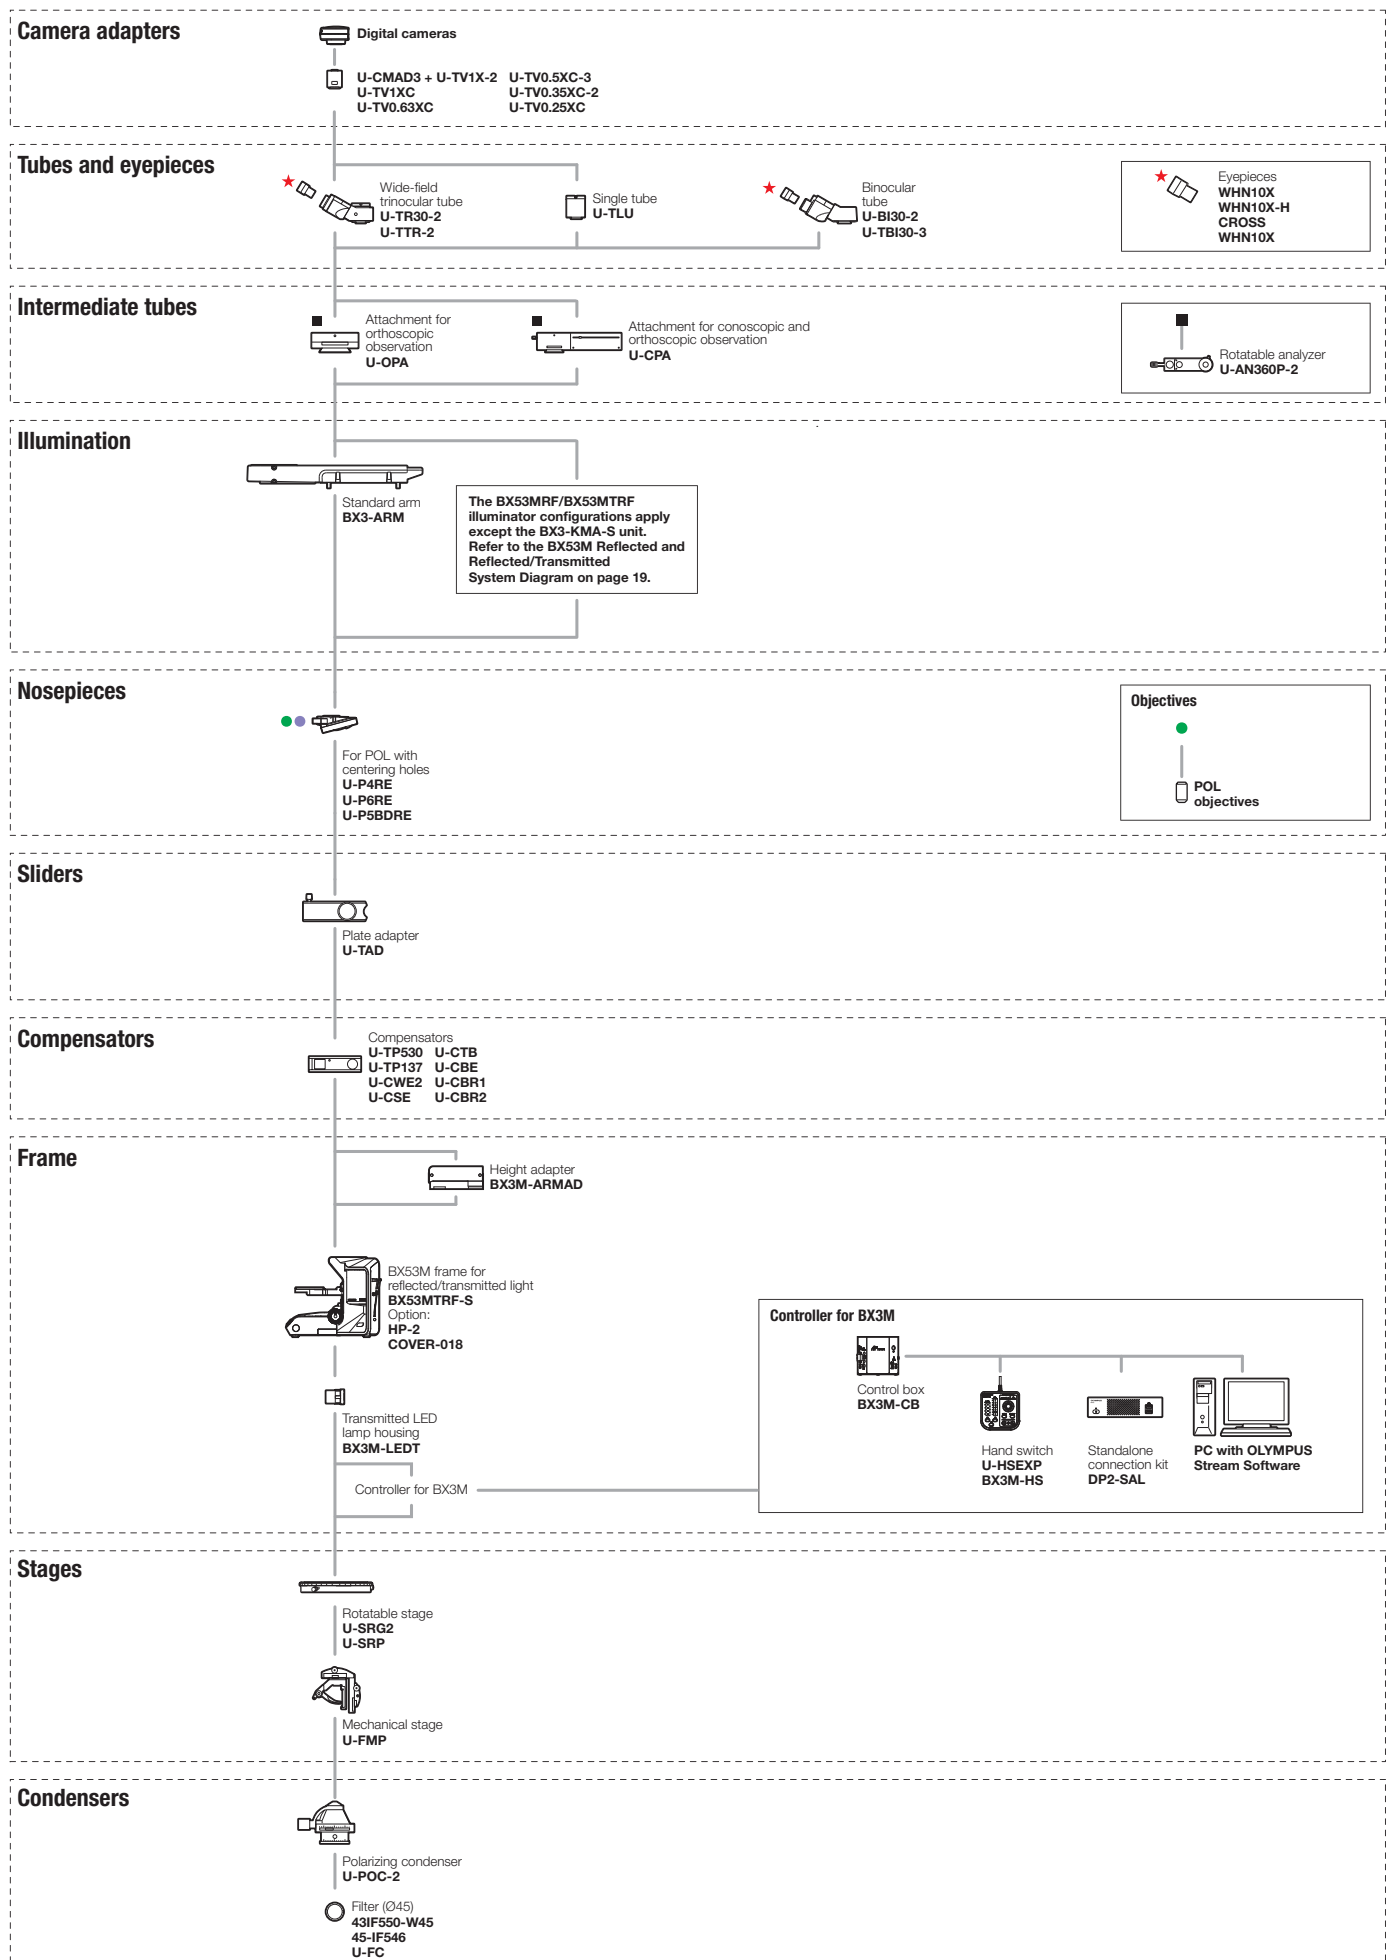 Camera adapters
Digital cameras
U-CMAD3 + U-TV1X-2 U-TV0.5XC-3
U-TV1XC U-TV0.35XC-2
U-TV0.63XC U-TV0.25XC
Tubes and eyepieces
Wide-field
trinocular tube
U-TR30-2
U-TTR-2
Single tube
U-TLU
Binocular
tube
U-BI30-2
U-TBI30-3
Eyepieces
WHN10X
WHN10X-H
CROSS
WHN10X
Intermediate tubes
Attachment for
orthoscopic
observation
U-OPA
Attachment for conoscopic and
orthoscopic observation
U-CPA
Rotatable analyzer
U-AN360P-2
Illumination
Standard arm
BX3-ARM
The BX53MRF/BX53MTRF
illuminator configurations apply
except the BX3-KMA-S unit.
Refer to the BX53M Reflected and
Reflected/Transmitted
System Diagram on page 19.
Nosepieces
For POL with
centering holes
U-P4RE
U-P6RE
U-P5BDRE
Objectives
POL
objectives
Sliders
Plate adapter
U-TAD
Compensators
Compensators
U-TP530 U-CTB
U-TP137 U-CBE
U-CWE2 U-CBR1
U-CSE U-CBR2
Frame
Height adapter
BX3M-ARMAD
BX53M frame for
reflected/transmitted light
BX53MTRF-S
Option:
HP-2
COVER-018
Transmitted LED
lamp housing
BX3M-LEDT
Controller for BX3M
Controller for BX3M
Control box
BX3M-CB
Hand switch
U-HSEXP
BX3M-HS
Standalone
connection kit
DP2-SAL
PC with OLYMPUS
Stream Software
Stages
Rotatable stage
U-SRG2
U-SRP
Mechanical stage
U-FMP
Condensers
Polarizing condenser
U-POC-2
Filter (Ø45)
43IF550-W45
45-IF546
U-FC